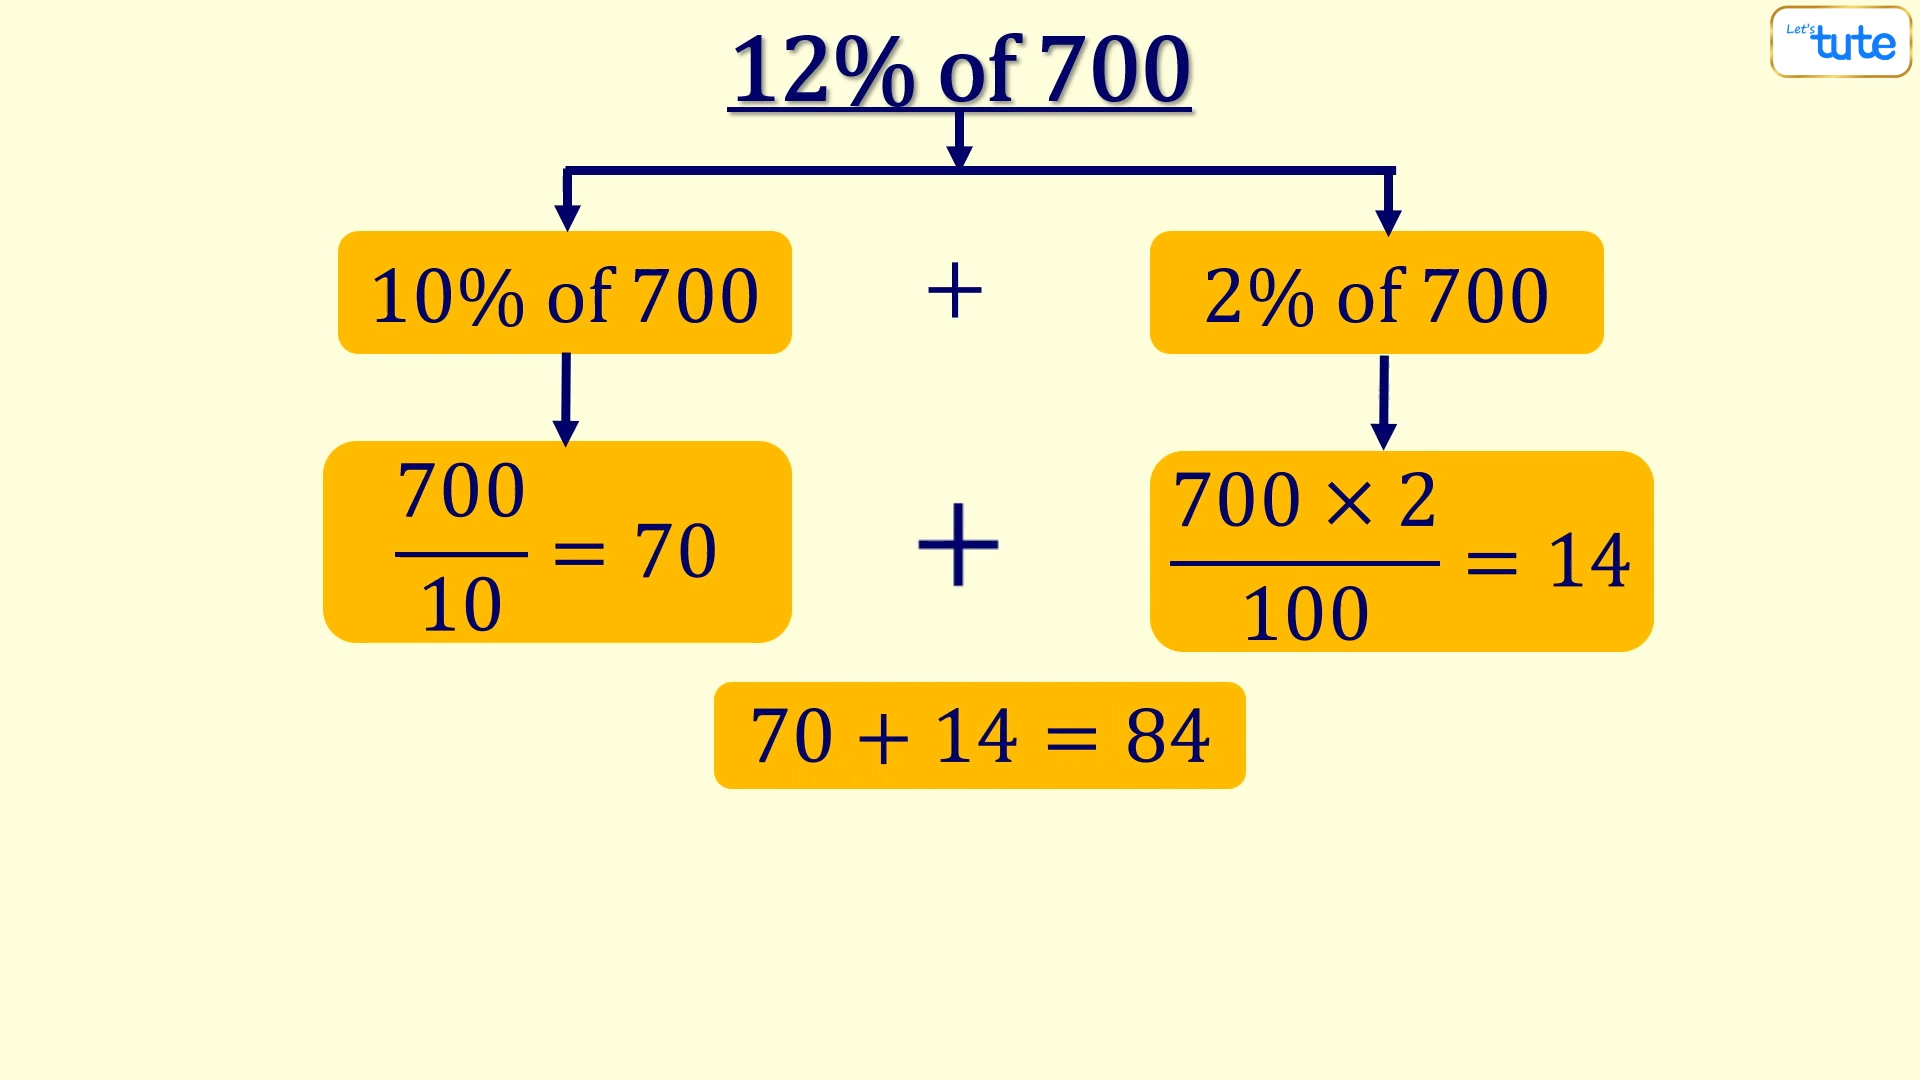 12% of 700
Let's tute
10% of 700 + 2% of 700
700/10 = 70 + 700 × 2/100 = 14
70 + 14 = 84